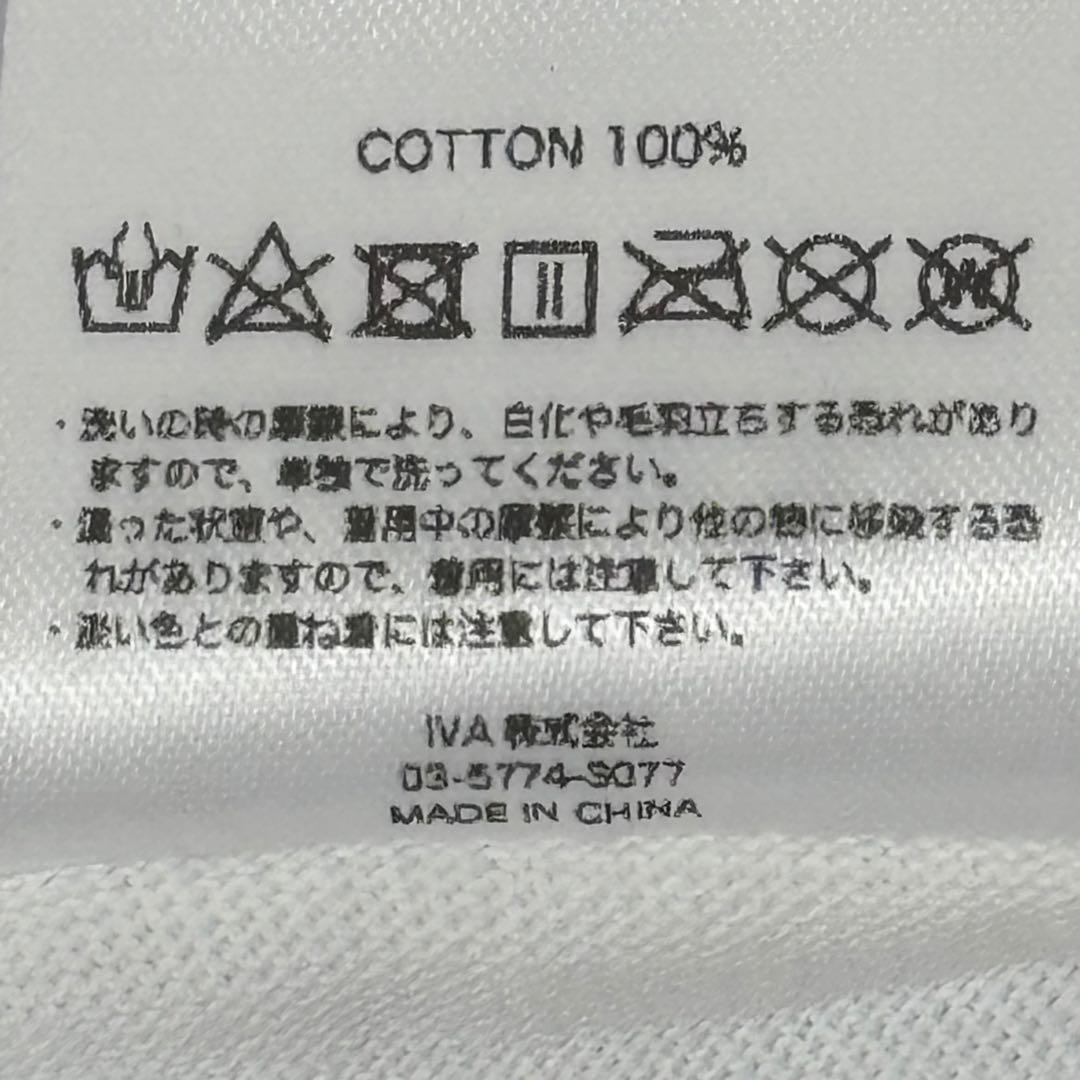 COTTON 100%
・洗いの時の摩擦により、白化や毛羽立ちする恐れがあり
ますので、単独で洗ってください。
・湿った状態や、着用中の摩擦により他の物に移染する恐
れがありますので、着用には注意して下さい。
・淡い色との重ね着には注意して下さい。
IVA 株式会社
03-5774-
MADE IN CHINA